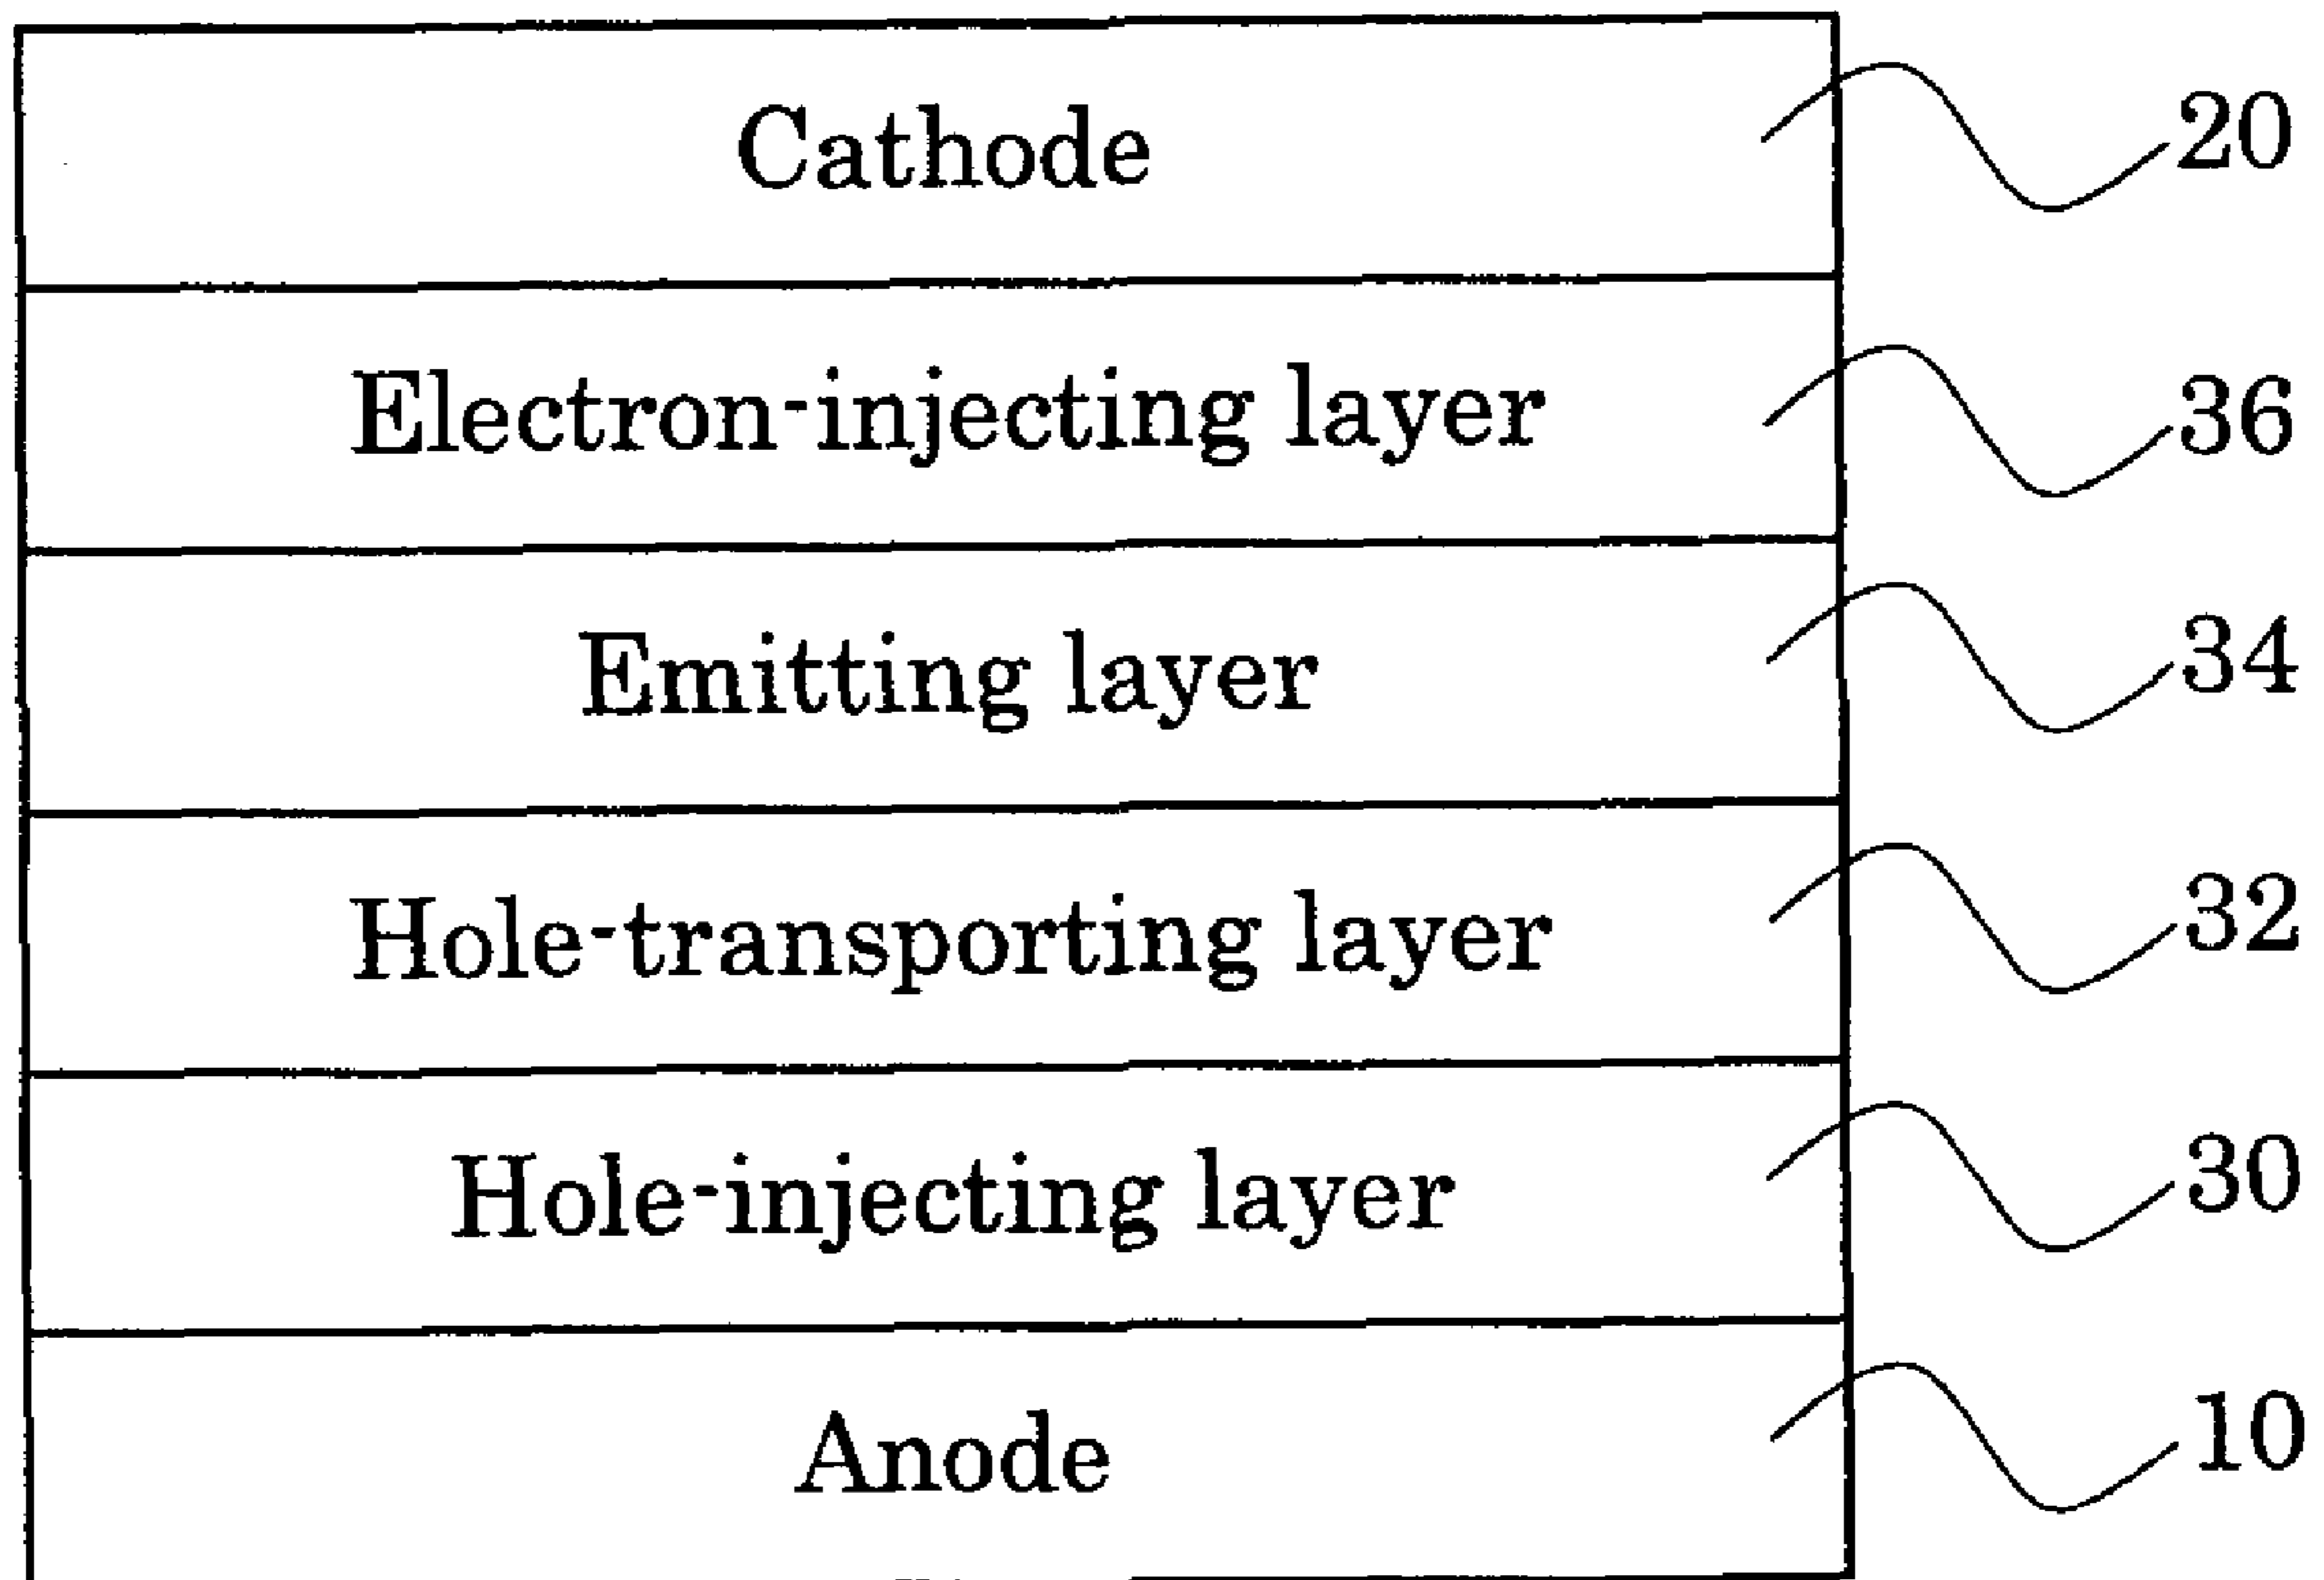 Cathode 20
Electron-injecting layer 36
Emitting layer 34
Hole-transporting layer 32
Hole-injecting layer 30
Anode 10